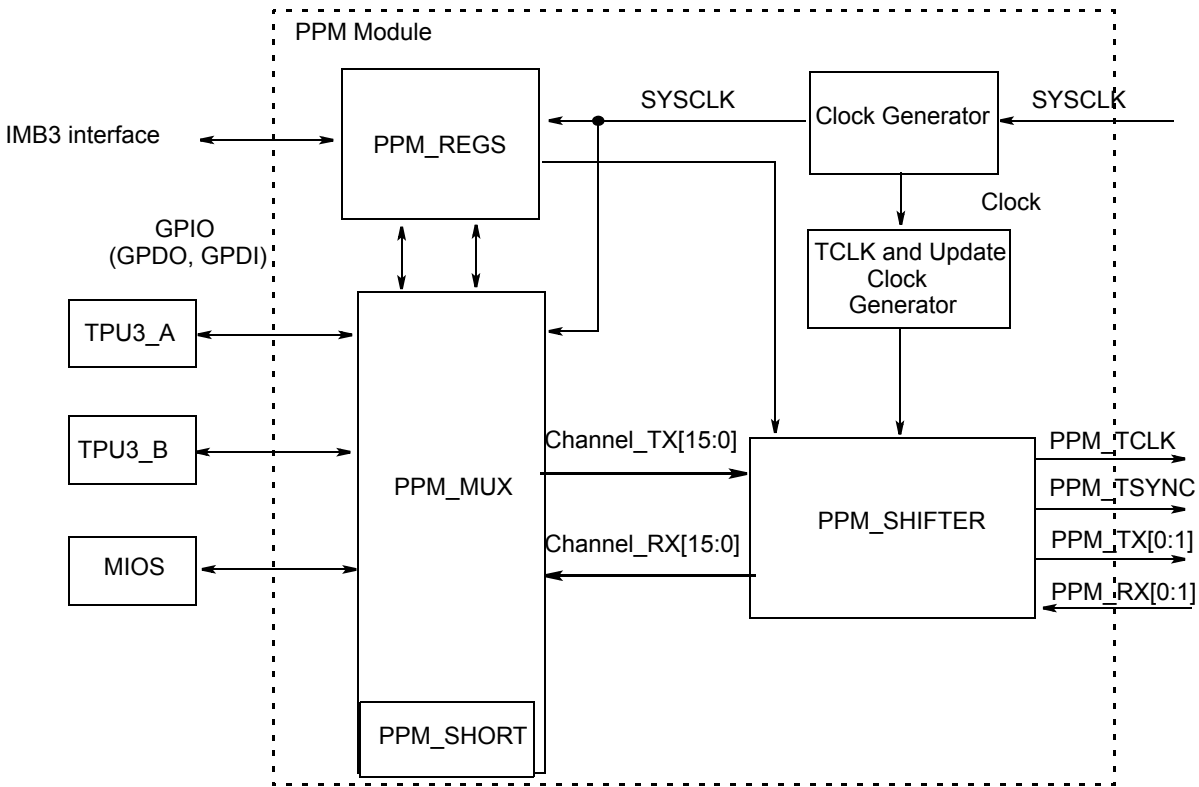 PPM Module
SYSCLK
Clock Generator
SYSCLK
IMB3 interface
PPM_REGS
Clock
GPIO
(GPDO, GPDI)
TCLK and Update
Clock
Generator
TPU3_A
TPU3_B
Channel_TX[15:0]
PPM_TCLK
PPM_MUX
PPM_TSYNC
PPM_SHIFTER
Channel_RX[15:0]
PPM_TX[0:1]
MIOS
PPM_RX[0:1]
PPM_SHORT